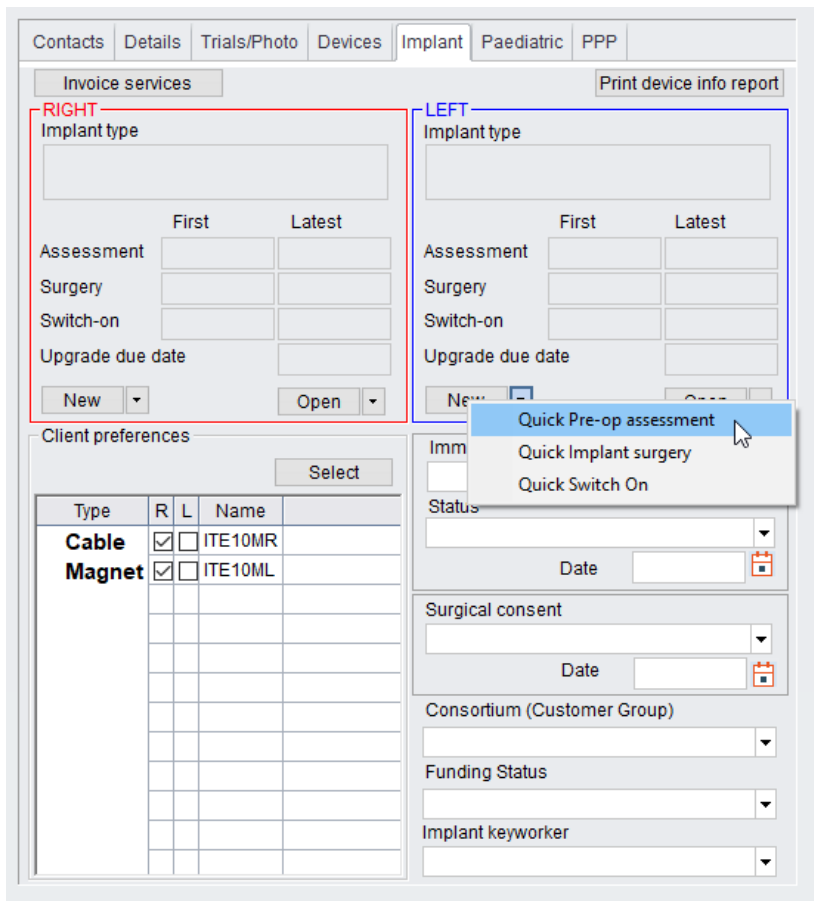 Contacts Details Trials/Photo Devices Implant Paediatric PPP
Invoice services Print device info report
RIGHT
Implant type
First Latest
Assessment
Surgery
Switch-on
Upgrade due date
New Open
LEFT
Implant type
First Latest
Assessment
Surgery
Switch-on
Upgrade due date
Quick Pre-op assessment
Quick Implant surgery
Quick Switch On
Client preferences
Select
Type R L Name
Cable ITE10MR
Magnet ITE10ML
Status
Date
Surgical consent
Date
Consortium (Customer Group)
Funding Status
Implant keyworker